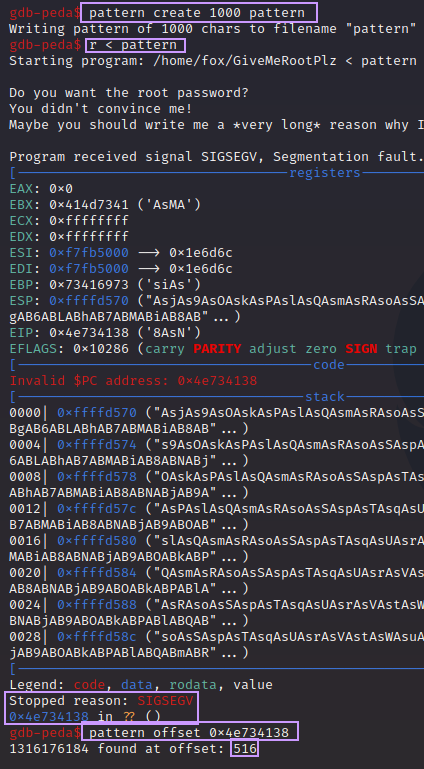 gdb-peda$ pattern create 1000 pattern
Writing pattern of 1000 chars to filename "pattern"
gdb-peda$ r < pattern
Starting program: /home/fox/GiveMeRootPlz < pattern
Do you want the root password?
You didn't convince me!
Maybe you should write me a *very long* reason why I
Program received signal SIGSEGV, Segmentation fault.
[registers
EAX: 0x0
EBX: 0x414d7341 ('AsMA')
ECX: 0xffffffff
EDX: 0xffffffff
ESI: 0xf7fb5000 --> 0x1e6d6c
EDI: 0xf7fb5000 --> 0x1e6d6c
EBP: 0x73416973 ('siAs')
ESP: 0xffffd570 ("AsjAs9AsOAskAsPAslAsQAsmAsRAsoAsSA
gAB6ABLABhAB7ABMABiAB8AB"...)
EIP: 0x4e734138 ('8AsN')
EFLAGS: 0x10286 (carry PARITY adjust zero SIGN trap
[code
Invalid $PC address: 0x4e734138
[stack
0000| 0xffffd570 ("AsjAs9AsOAskAsPAslAsQAsmAsRAsoAsS
BgAB6ABLABhAB7ABMABiAB8AB"...)
0004| 0xffffd574 ("s9AsOAskAsPAslAsQAsmAsRAsoAsSAspA
6ABLABhAB7ABMABiAB8ABNABj"...)
0008| 0xffffd578 ("OAskAsPAslAsQAsmAsRAsoAsSAspAsTAs
ABhAB7ABMABiAB8ABNABjAB9A"...)
0012| 0xffffd57c ("AsPAslAsQAsmAsRAsoAsSAspAsTAsqAsU
B7ABMABiAB8ABNABjAB9ABOAB"...)
0016| 0xffffd580 ("slAsQAsmAsRAsoAsSAspAsTAsqAsUAsrA
MABiAB8ABNABjAB9ABOABkABP"...)
0020| 0xffffd584 ("QAsmAsRAsoAsSAspAsTAsqAsUAsrAsVAs
AB8ABNABjAB9ABOABkABPABlA"...)
0024| 0xffffd588 ("AsRAsoAsSAspAsTAsqAsUAsrAsVAstAsW
BNABjAB9ABOABkABPABlABQAB"...)
0028| 0xffffd58c ("soAsSAspAsTAsqAsUAsrAsVAstAsWAsuA
jAB9ABOABkABPABlABQABmABR"...)
[
Legend: code, data, rodata, value
Stopped reason: SIGSEGV
0x4e734138 in ?? ()
gdb-peda$ pattern offset 0x4e734138
1316176184 found at offset: 516